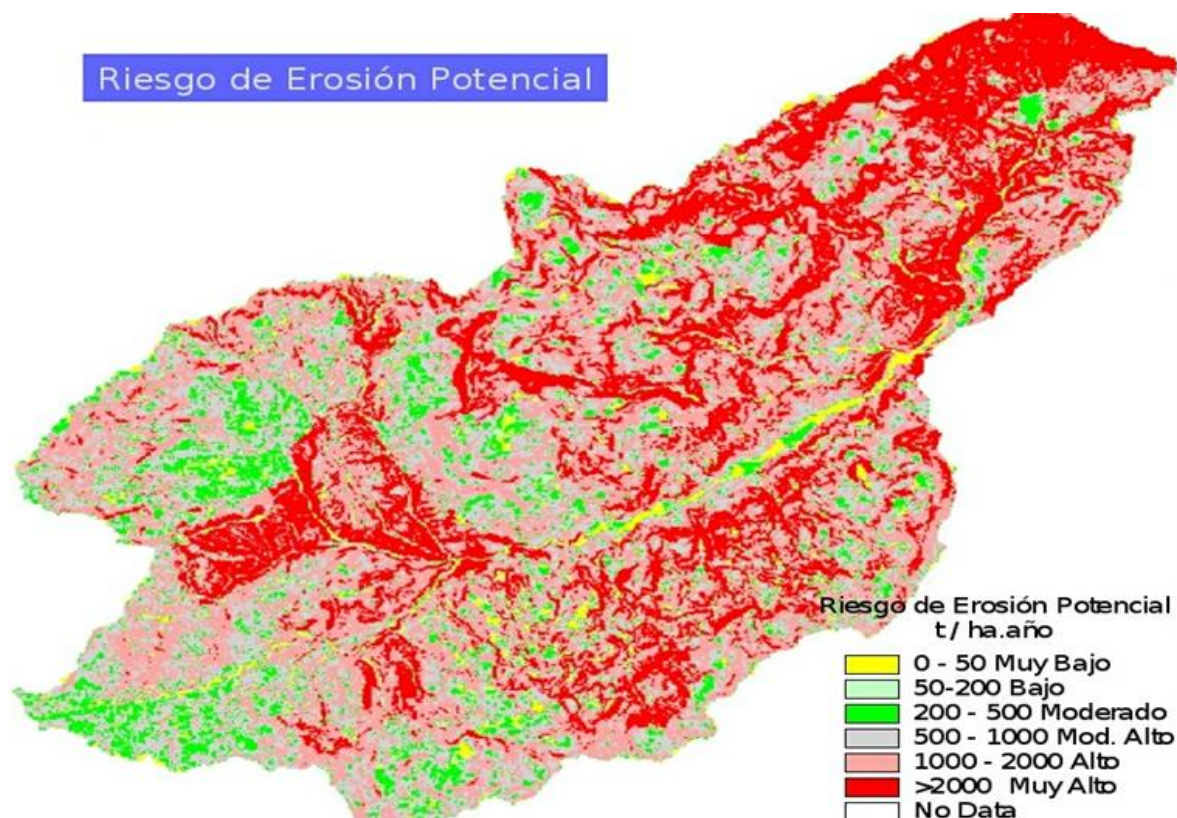 Riesgo de Erosión Potencial
Riesgo de Erosión Potencial
t / ha.año
0 - 50 Muy Bajo
50-200 Bajo
200 - 500 Moderado
500 - 1000 Mod. Alto
1000 - 2000 Alto
>2000 Muy Alto
No Data